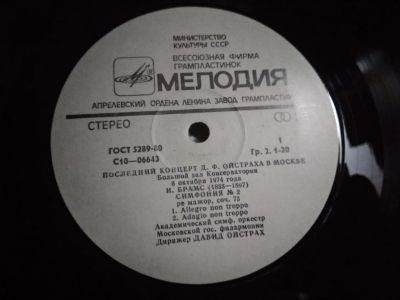 МИНИСТЕРСТВО
КУЛЬТУРЫ СССР
ВСЕСОЮЗНАЯ ФИРМА
ГРАМПЛАСТИНОК
МЕЛОДИЯ
АПРЕЛЕВСКИЙ ОРДЕНА ЛЕНИНА ЗАВОД ГРАМПЛАСТИНОК
СТЕРЕО
ГОСТ 5289-80
1
С10—06643
Гр. 2. 1-20
ПОСЛЕДНИЙ КОНЦЕРТ Д. Ф. ОЙСТРАХА В МОСКВЕ
Большой зал Консерватории
6 октября 1974 года
И. БРАМС (1833—1897)
СИМФОНИЯ № 2
ре мажор, соч. 73
1. Allegro non troppo
2. Adagio non troppo
Академический симф. оркестр
Московской гос. филармонии
Дирижер ДАВИД ОЙСТРАХ